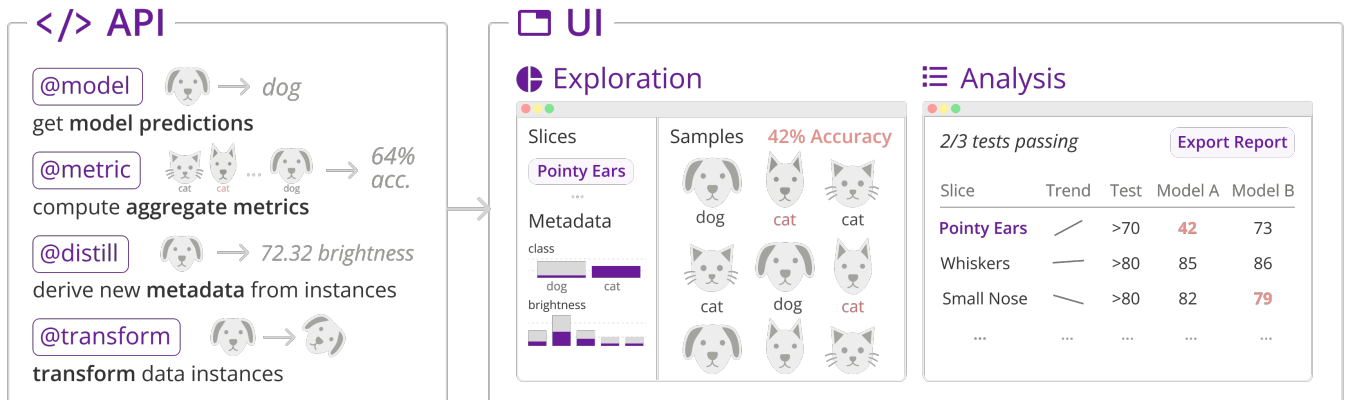 </> API
@model
dog
get model predictions
@metric
cat cat ... dog
64%
acc.
compute aggregate metrics
@distill
72.32 brightness
derive new metadata from instances
@transform
transform data instances
UI
Exploration
Slices
Pointy Ears
...
Metadata
class
dog cat
brightness
Samples 42% Accuracy
dog cat cat
cat dog cat
Analysis
2/3 tests passing Export Report
Slice Trend Test Model A Model B
Pointy Ears >70 42 73
Whiskers >80 85 86
Small Nose >80 82 79
... ... ... ... ...